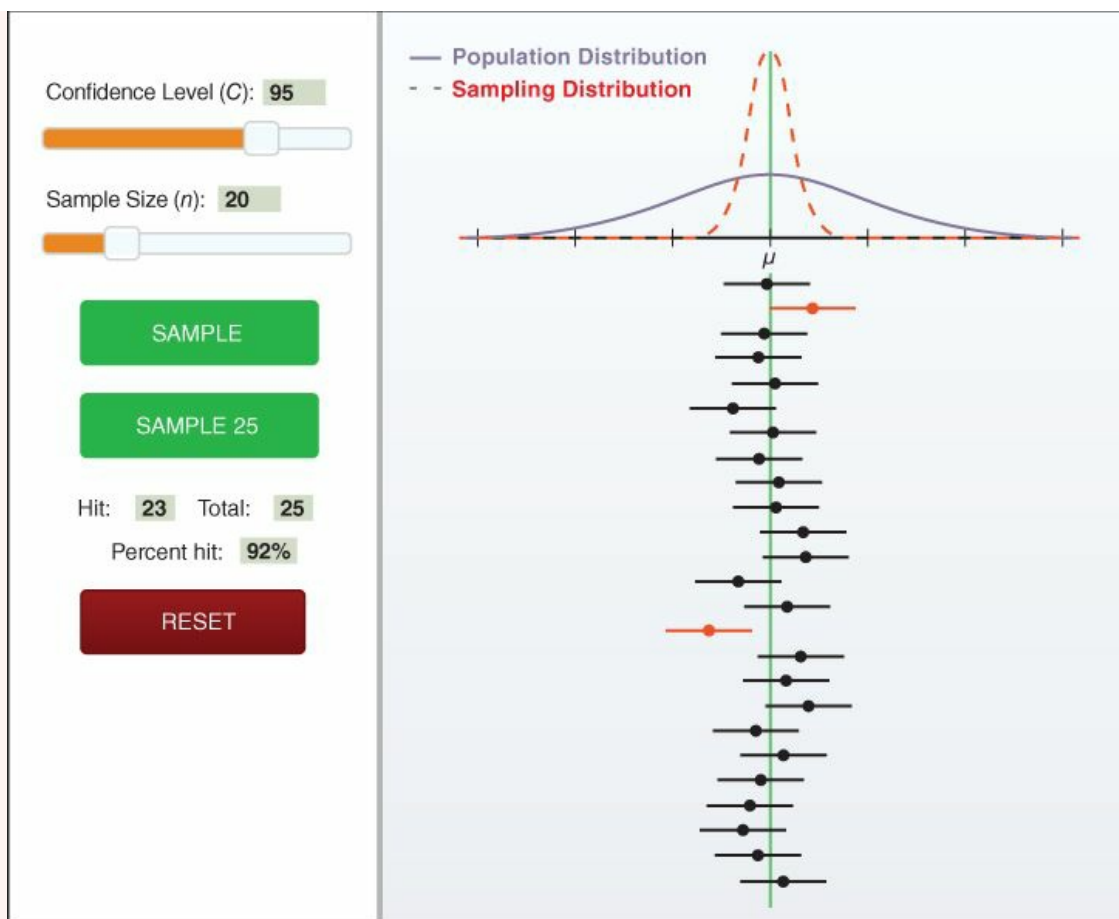 Confidence Level (C): 95
Sample Size (n): 20
SAMPLE
SAMPLE 25
Hit: 23 Total: 25
Percent hit: 92%
RESET
Population Distribution
Sampling Distribution
μ